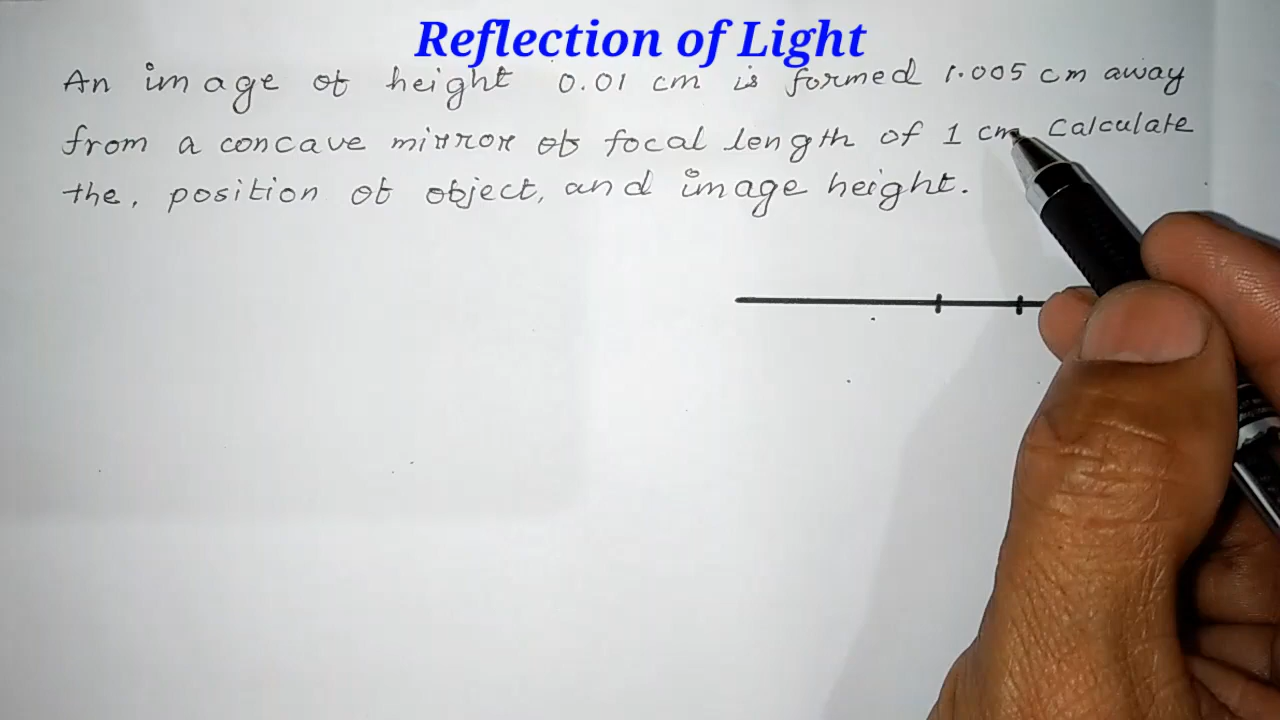 Reflection of Light
An image of height 0.01 cm is formed 1.005 cm away
from a concave mirror of focal length of 1 cm. Calculate
the, position of object, and image height.